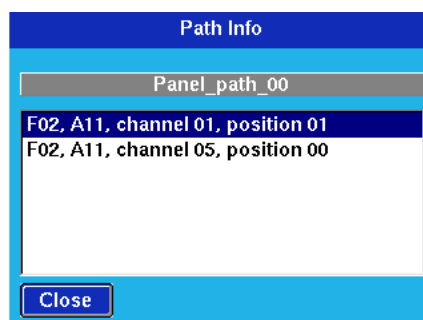 Path Info
Panel_path_00
F02, A11, channel 01, position 01
F02, A11, channel 05, position 00
Close